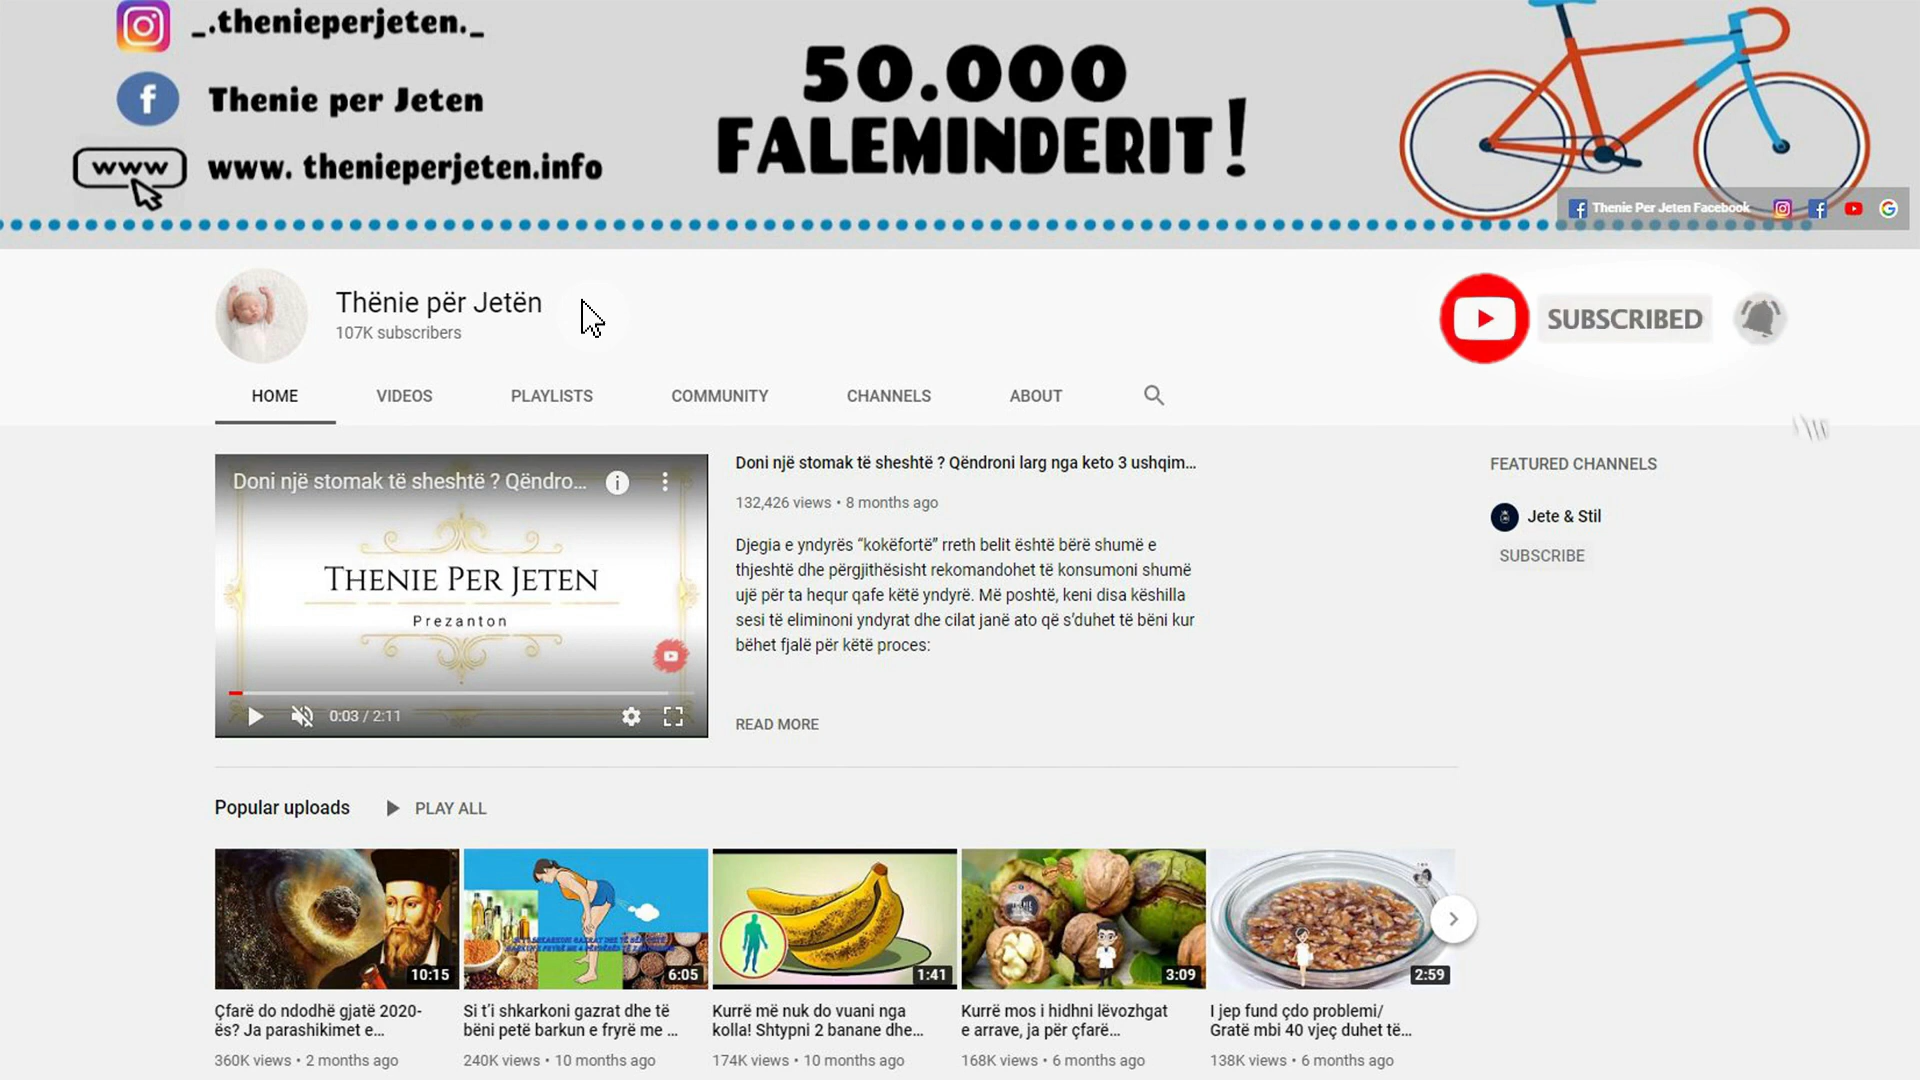 _.thenieperjeten._
Thenie per Jeten
www
www. thenieperjeten.info
50.000
FALEMINDERIT!
Thenie Per Jeten Facebook
Thënie për Jetën
107K subscribers
SUBSCRIBED
HOME
VIDEOS
PLAYLISTS
COMMUNITY
CHANNELS
ABOUT
Doni një stomak të sheshtë ? Qëndro...
THENIE PER JETEN
Prezanton
0:03 / 2:11
Doni një stomak të sheshtë ? Qëndroni larg nga keto 3 ushqim...
132,426 views • 8 months ago
Djegia e yndyrës “kokëfortë” rreth belit është bërë shumë e
thjeshtë dhe përgjithësisht rekomandohet të konsumoni shumë
ujë për ta hequr qafe këtë yndyrë. Më poshtë, keni disa këshilla
sesi të eliminoni yndyrat dhe cilat janë ato që s’duhet të bëni kur
bëhet fjalë për këtë proces:
READ MORE
FEATURED CHANNELS
Jete & Stil
SUBSCRIBE
Popular uploads
PLAY ALL
10:15
6:05
1:41
3:09
2:59
Çfarë do ndodhë gjatë 2020-
ës? Ja parashikimet e...
360K views • 2 months ago
Si t’i shkarkoni gazrat dhe të
bëni petë barkun e fryrë me ...
240K views • 10 months ago
Kurrë më nuk do vuani nga
kolla! Shtypni 2 banane dhe...
174K views • 10 months ago
Kurrë mos i hidhni lëvozhgat
e arrave, ja për çfarë...
168K views • 6 months ago
I jep fund çdo problemi/
Gratë mbi 40 vjeç duhet të...
138K views • 6 months ago